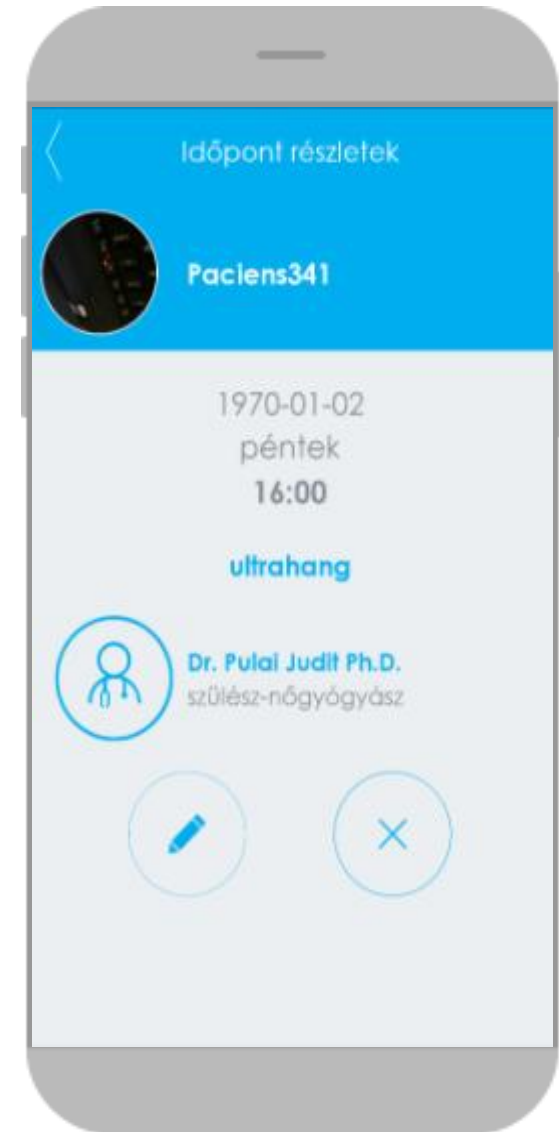 Időpont részletek
Paciens341
1970-01-02
péntek
16:00
ultrahang
Dr. Pulai Judit Ph.D.
szülész-nőgyógyász